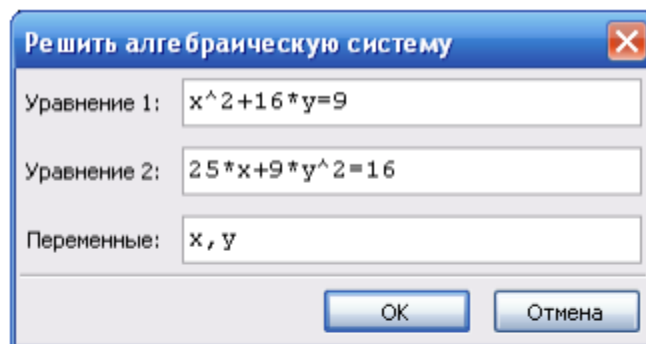 Решить алгебраическую систему
Уравнение 1: x^2+16*y=9
Уравнение 2: 25*x+9*y^2=16
Переменные: x,y
OK Отмена